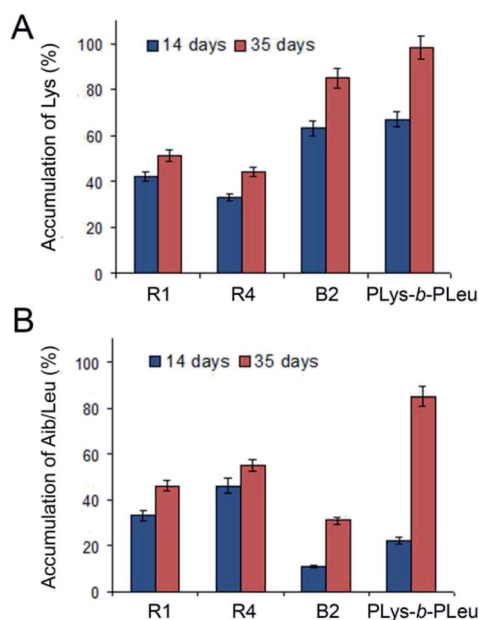 A
Accumulation of Lys (%)
100
80
60
40
20
0
14 days 35 days
R1 R4 B2 PLys-b-PLeu
B
Accumulation of Aib/Leu (%)
100
80
60
40
20
0
14 days 35 days
R1 R4 B2 PLys-b-PLeu